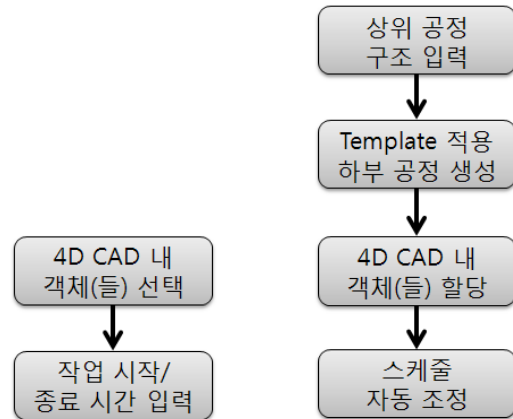 상위 공정
구조 입력
Template 적용
하부 공정 생성
4D CAD 내
객체(들) 선택
4D CAD 내
객체(들) 할당
작업 시작/
종료 시간 입력
스케줄
자동 조정